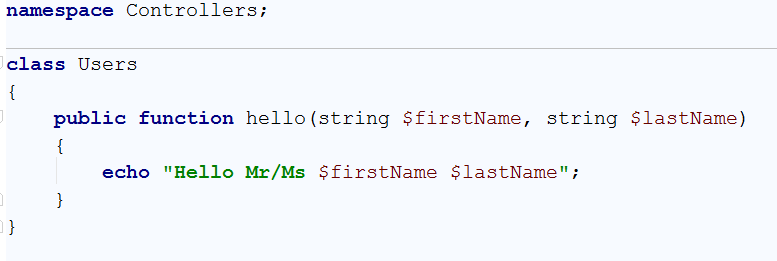 namespace Controllers;
class Users
{
public function hello(string $firstName, string $lastName)
{
echo "Hello Mr/Ms $firstName $lastName";
}
}